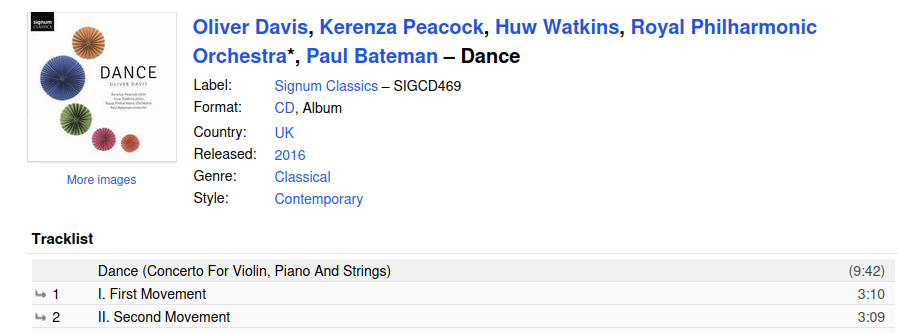 signum
CLASSICS
DANCE
OLIVER DAVIS
Kerenza Peacock violin
Huw Watkins piano
Royal Philharmonic Orchestra
Paul Bateman conductor
More images
Oliver Davis, Kerenza Peacock, Huw Watkins, Royal Philharmonic
Orchestra*, Paul Bateman – Dance
Label: Signum Classics – SIGCD469
Format: CD, Album
Country: UK
Released: 2016
Genre: Classical
Style: Contemporary
Tracklist
Dance (Concerto For Violin, Piano And Strings) (9:42)
1 I. First Movement 3:10
2 II. Second Movement 3:09